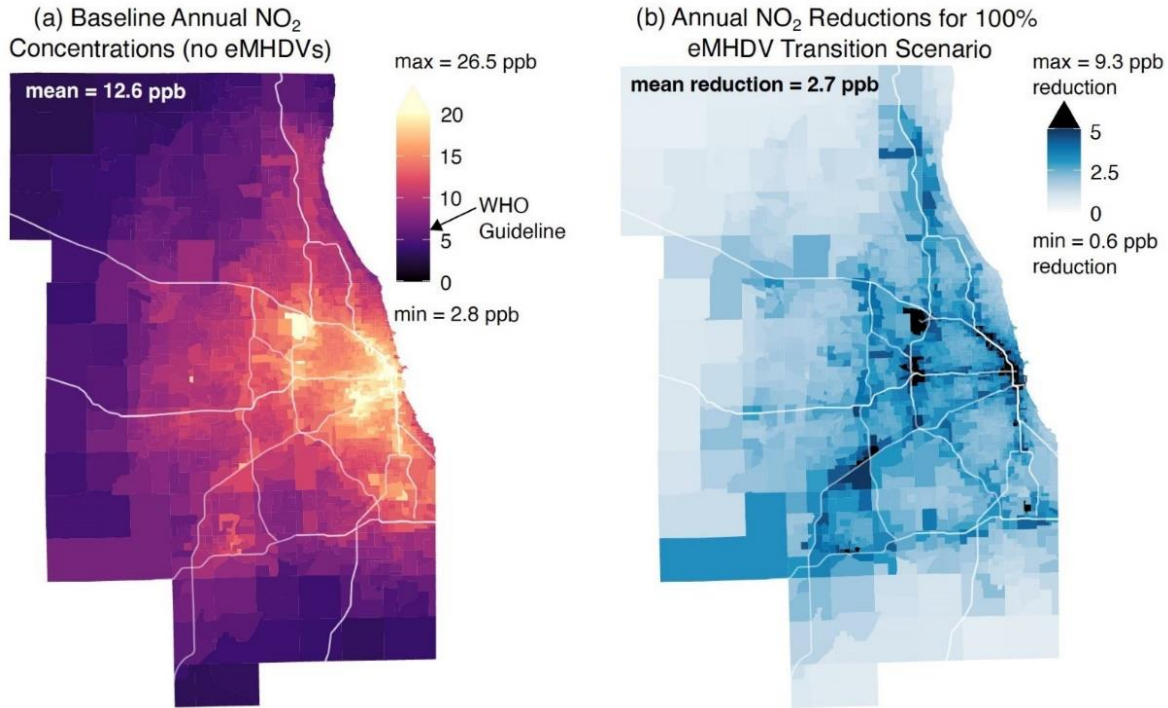 (a) Baseline Annual NO₂
Concentrations (no eMHDVs)
mean = 12.6 ppb
max = 26.5 ppb
20
15
10
5
0
WHO
Guideline
min = 2.8 ppb
(b) Annual NO₂ Reductions for 100%
eMHDV Transition Scenario
mean reduction = 2.7 ppb
max = 9.3 ppb
reduction
5
2.5
0
min = 0.6 ppb
reduction